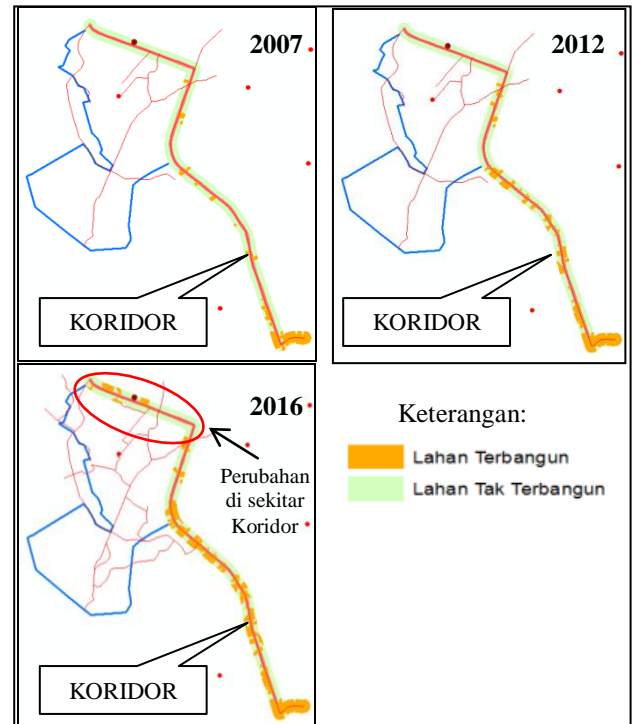 2007
KORIDOR
2012
KORIDOR
2016
Perubahan
di sekitar
Koridor
KORIDOR
Keterangan:
Lahan Terbangun
Lahan Tak Terbangun